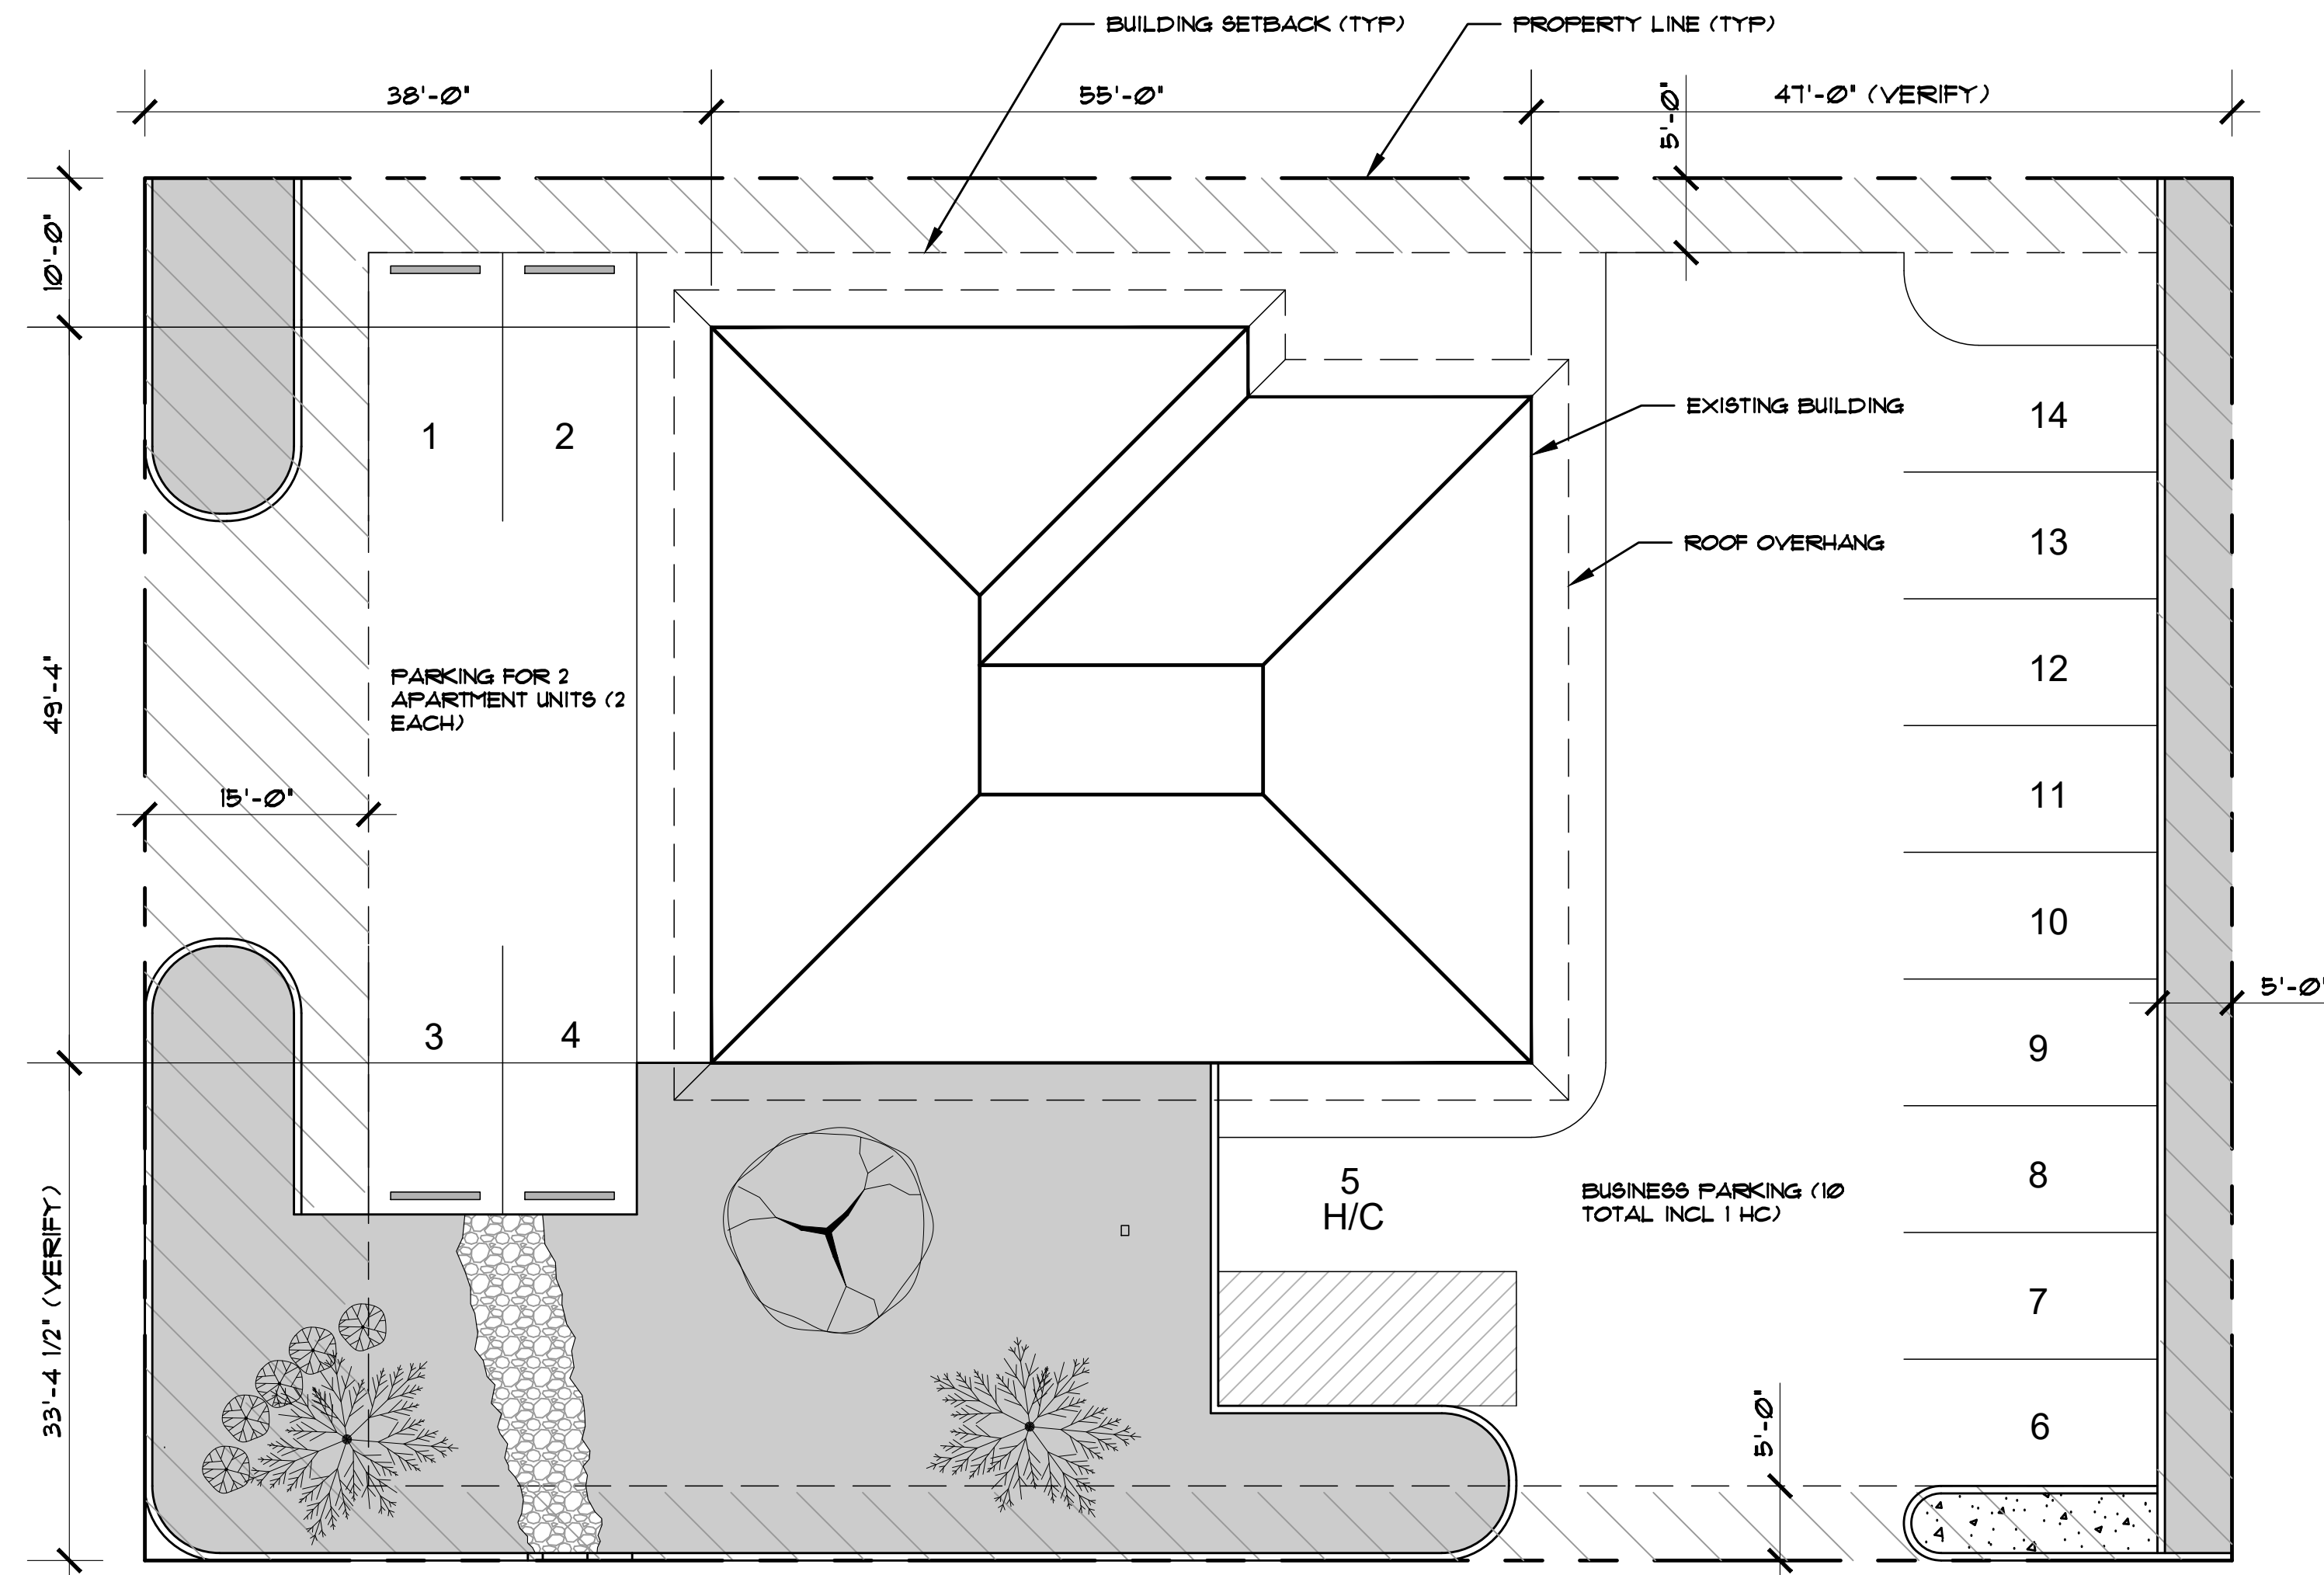 BUILDING SETBACK (TYP)
PROPERTY LINE (TYP)
38'-0"
55'-0"
5'-0"
47'-0" (VERIFY)
10'-0"
EXISTING BUILDING
14
1
2
13
ROOF OVERHANG
49'-4"
12
PARKING FOR 2
APARTMENT UNITS (2
EACH)
11
15'-0"
10
5'-0"
3
4
9
5
H/C
8
BUSINESS PARKING (10
TOTAL INCL 1 HC)
33'-4 1/2" (VERIFY)
7
5'-0"
6